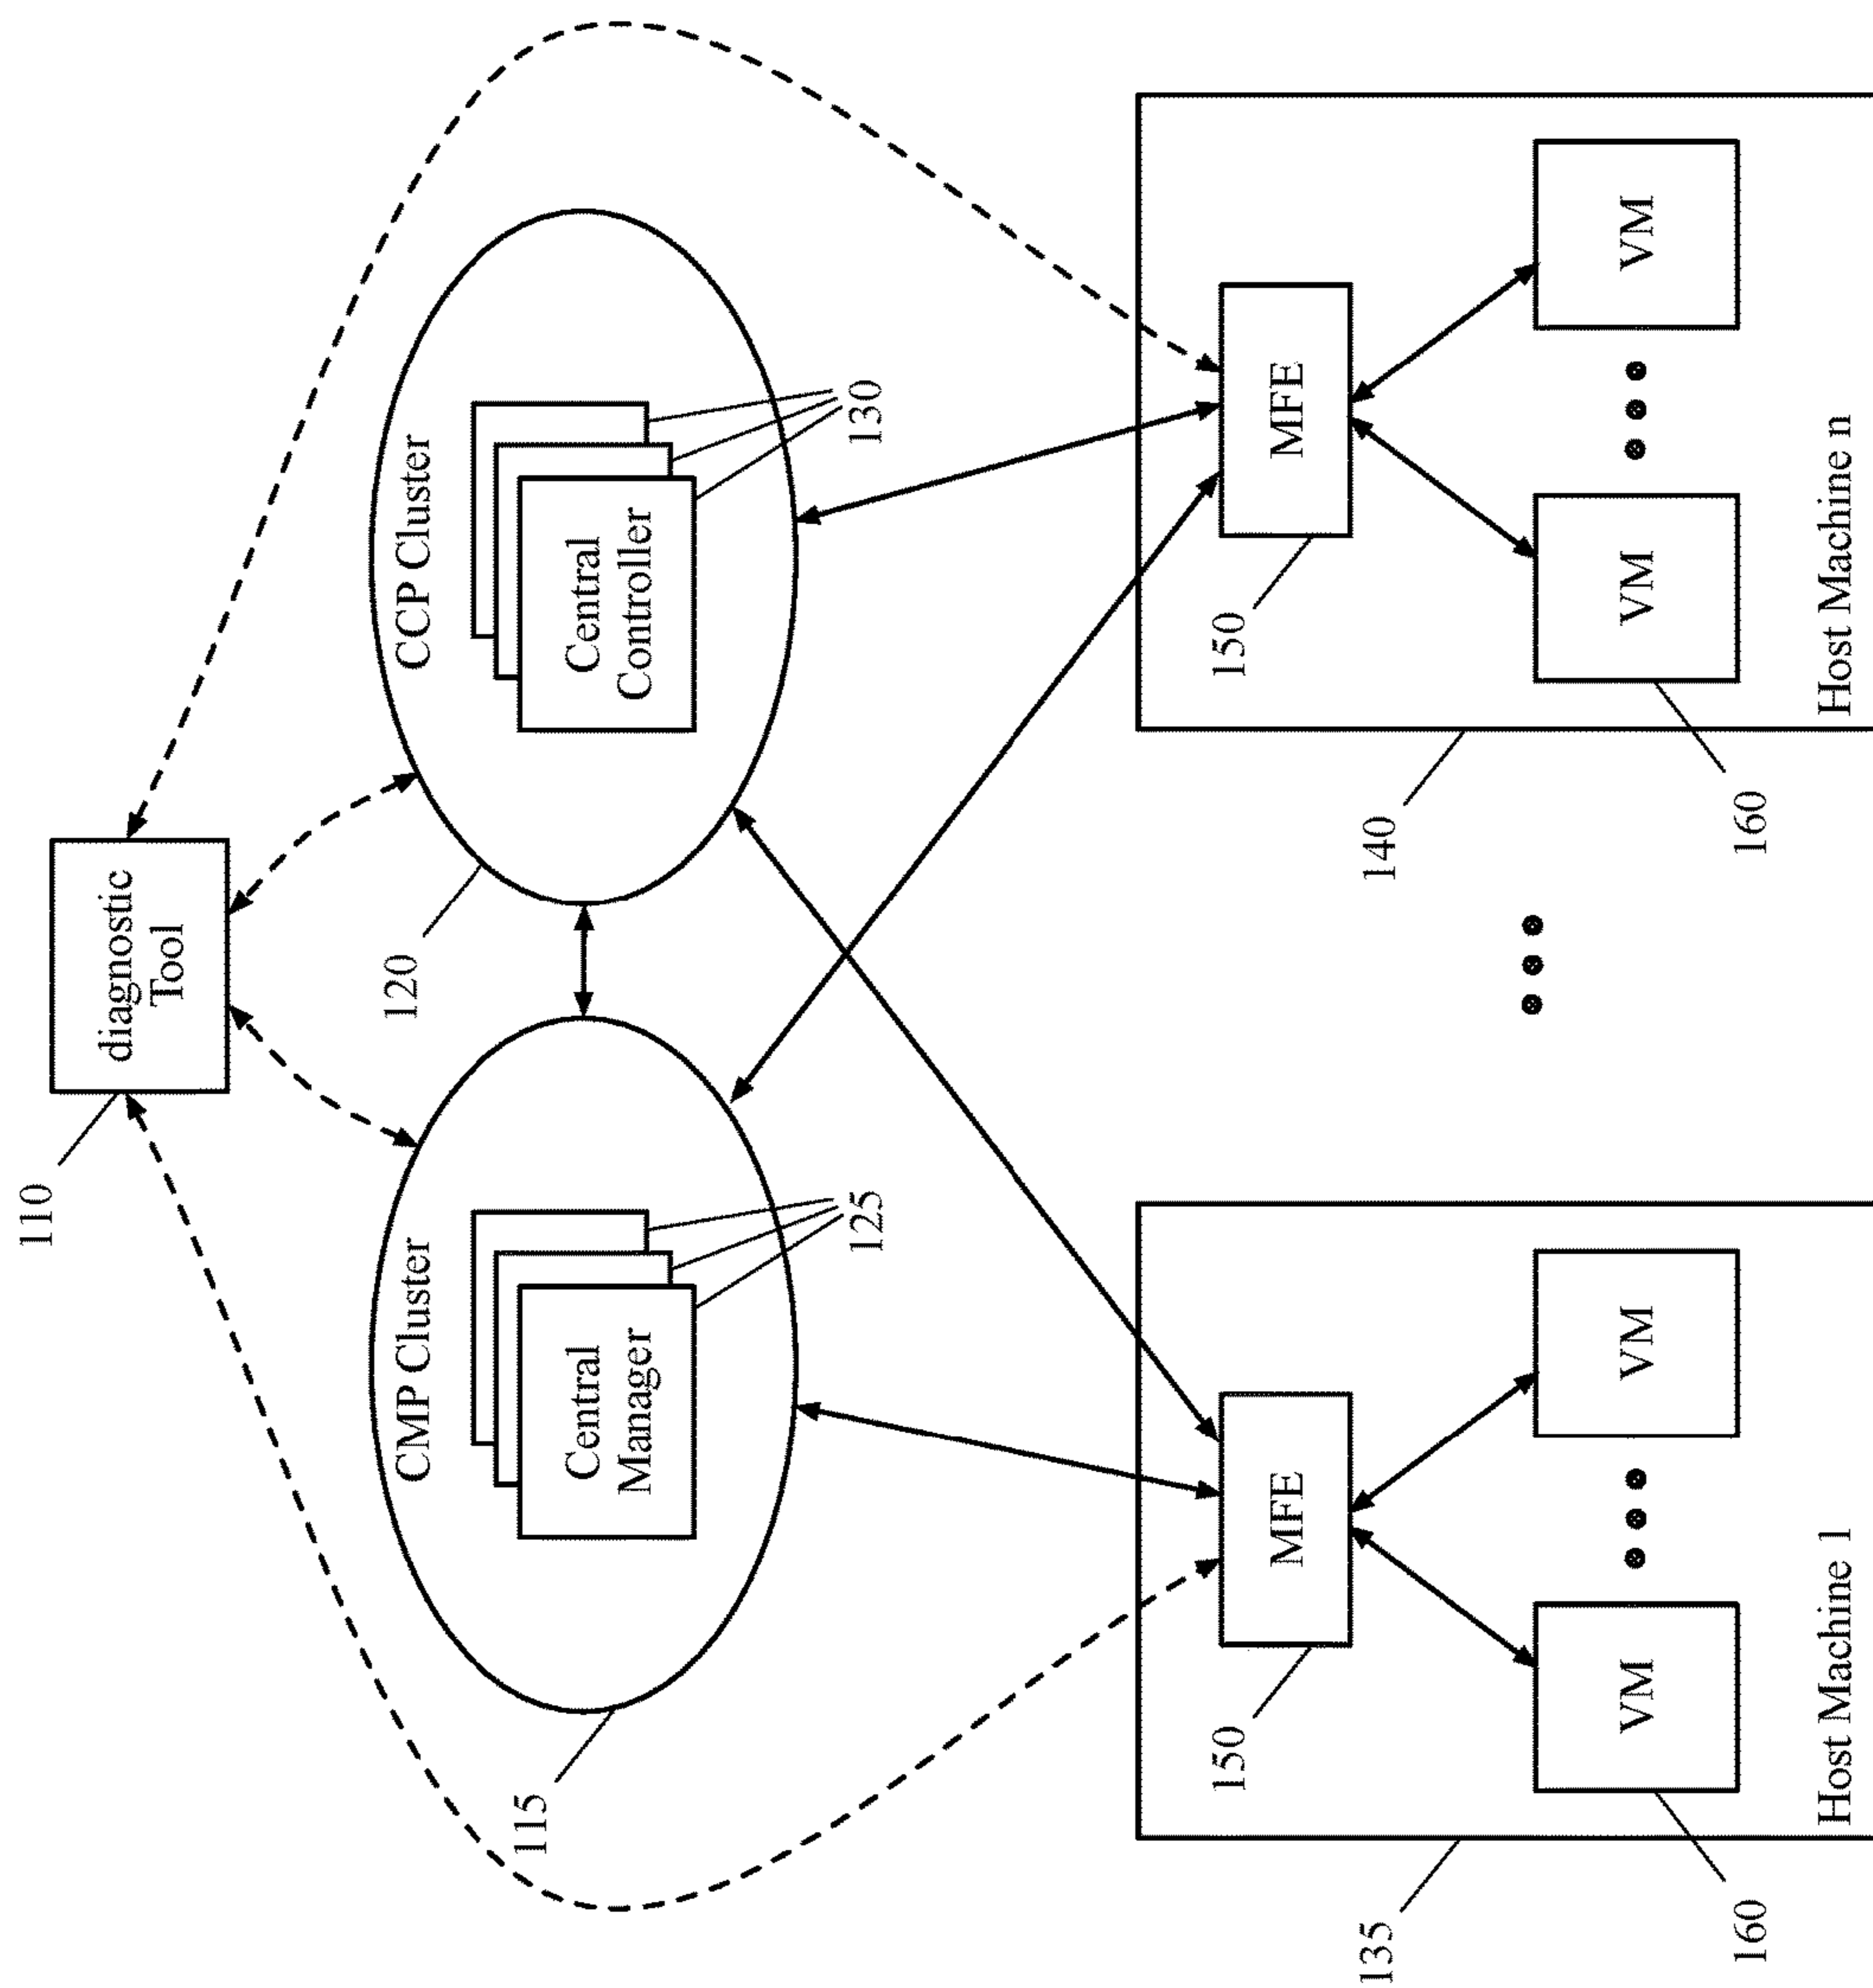 110
diagnostic
Tool
CMP Cluster
CCP Cluster
Central
Manager
Central
Controller
115
125
120
130
150
MFE
150
MFE
VM
VM
VM
VM
135
160
Host Machine 1
140
160
Host Machine n